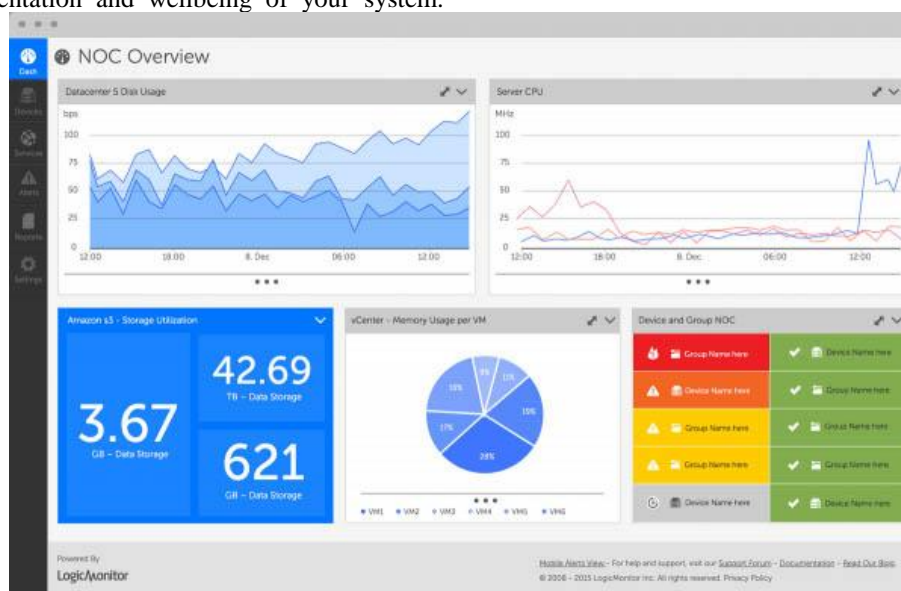 entation and wellbeing of your system.
NOC Overview
Dash
Devices
Services
Alerts
Reports
Settings
Datacenter 5 Disk Usage
bps
100
75
50
25
0
12:00 18:00 8. Dec 06:00 12:00
Server CPU
MHz
100
75
50
25
0
12:00 18:00 8. Dec 06:00 12:00
Amazon s3 - Storage Utilization
3.67
GB - Data Storage
42.69
TB - Data Storage
621
GB - Data Storage
vCenter - Memory Usage per VM
11%
28%
17%
VM1 VM2 VM3 VM4 VM5 VM6
Device and Group NOC
Group Name here Device Name here
Device Name here Group Name here
Group Name here Group Name here
Group Name here Group Name here
Device Name here Device Name here
Powered By
LogicMonitor
Mobile Alerts View - For help and support, visit our Support Forum - Documentation - Read Our Blog.
© 2008 - 2015 LogicMonitor Inc. All rights reserved. Privacy Policy